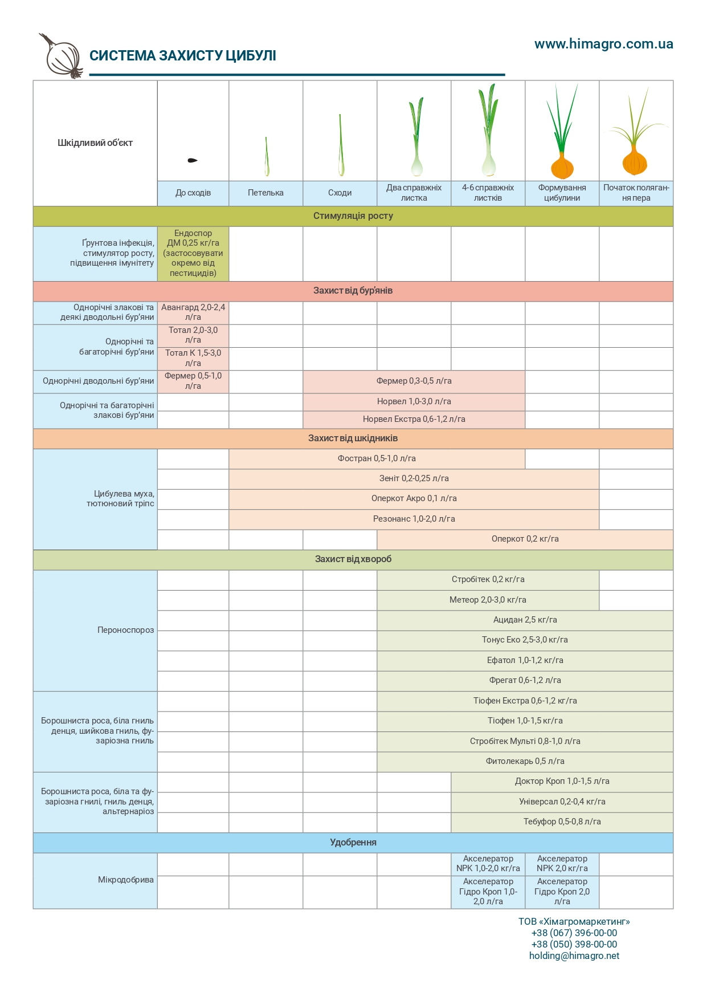 www.himagro.com.ua
СИСТЕМА ЗАХИСТУ ЦИБУЛІ
Шкідливий об’єкт
До сходів
Петелька
Сходи
Два справжніх
листка
4-6 справжніх
листків
Формування
цибулини
Початок поляган-
ня пера
Стимуляція росту
Ґрунтова інфекція,
стимулятор росту,
підвищення імунітету
Ендоспор
ДМ 0,25 кг/га
(застосовувати
окремо від
пестицидів)
Захист від бур’янів
Однорічні злакові та
деякі дводольні бур’яни
Авангард 2,0-2,4
л/га
Однорічні та
багаторічні бур’яни
Тотал 2,0-3,0
л/га
Тотал К 1,5-3,0
л/га
Однорічні дводольні бур’яни
Фермер 0,5-1,0
л/га
Фермер 0,3-0,5 л/га
Однорічні та багаторічні
злакові бур’яни
Норвел 1,0-3,0 л/га
Норвел Екстра 0,6-1,2 л/га
Захист від шкідників
Цибулева муха,
тютюновий тріпс
Фостран 0,5-1,0 л/га
Зеніт 0,2-0,25 л/га
Оперкот Акро 0,1 л/га
Резонанс 1,0-2,0 л/га
Оперкот 0,2 кг/га
Захист від хвороб
Пероноспороз
Стробітек 0,2 кг/га
Метеор 2,0-3,0 кг/га
Ацидан 2,5 кг/га
Тонус Еко 2,5-3,0 кг/га
Ефатол 1,0-1,2 кг/га
Фрегат 0,6-1,2 л/га
Борошниста роса, біла гниль
денця, шийкова гниль, фу-
заріозна гниль
Тіофен Екстра 0,6-1,2 кг/га
Тіофен 1,0-1,5 кг/га
Стробітек Мульті 0,8-1,0 л/га
Фитолекарь 0,5 л/га
Борошниста роса, біла та фу-
заріозна гнилі, гниль денця,
альтернаріоз
Доктор Кроп 1,0-1,5 л/га
Універсал 0,2-0,4 кг/га
Тебуфор 0,5-0,8 л/га
Удобрення
Мікродобрива
Акселератор
NPK 1,0-2,0 кг/га
Акселератор
NPK 2,0 кг/га
Акселератор
Гідро Кроп 1,0-
2,0 л/га
Акселератор
Гідро Кроп 2,0
л/га
ТОВ «Хімагромаркетинг»
+38 (067) 396-00-00
+38 (050) 398-00-00
holding@himagro.net